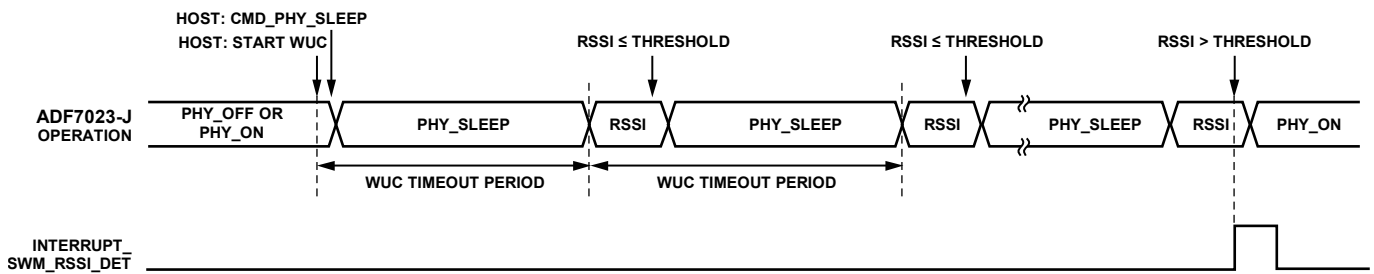 HOST: CMD_PHY_SLEEP
HOST: START WUC
RSSI ≤ THRESHOLD
RSSI ≤ THRESHOLD
RSSI > THRESHOLD
ADF7023-J
OPERATION
PHY_OFF OR
PHY_ON
PHY_SLEEP
RSSI
PHY_SLEEP
RSSI
PHY_SLEEP
RSSI
PHY_ON
WUC TIMEOUT PERIOD
WUC TIMEOUT PERIOD
INTERRUPT_
SWM_RSSI_DET